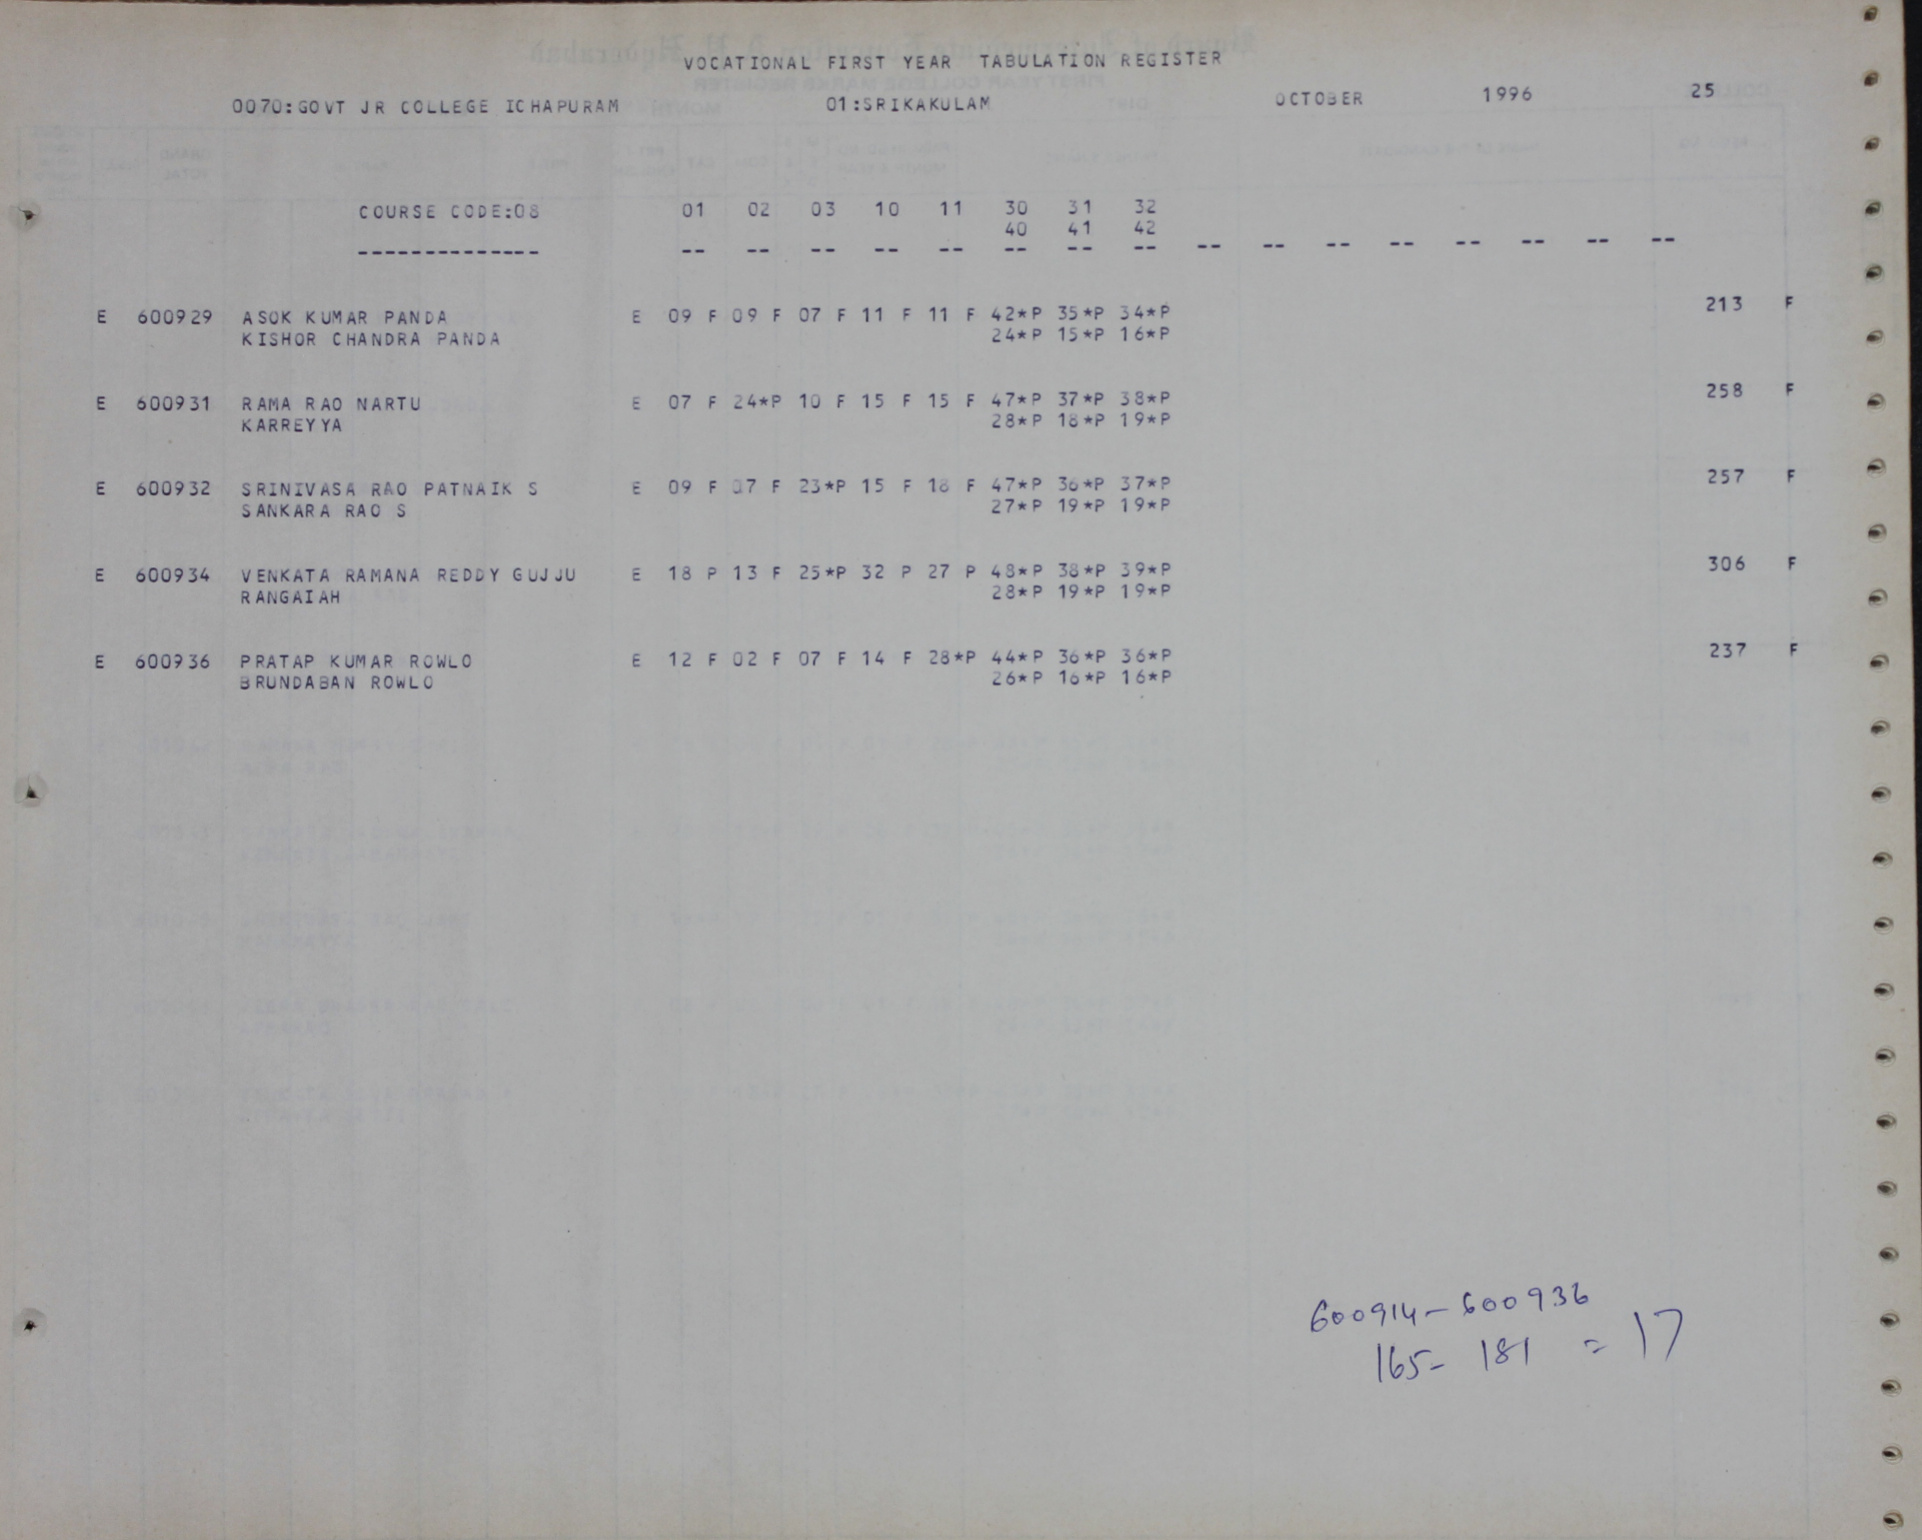 VOCATIONAL FIRST YEAR TABULATION REGISTER
0070:GOVT JR COLLEGE ICHAPURAM 01:SRIKAKULAM OCTOBER 1996 25
COURSE CODE:08 01 02 03 10 11 30 31 32
40 41 42
-------------- -- -- -- -- -- -- -- -- -- -- -- -- -- -- -- --
E 600929 ASOK KUMAR PANDA E 09 F 09 F 07 F 11 F 11 F 42*P 35*P 34*P 213 F
KISHOR CHANDRA PANDA 24*P 15*P 16*P
E 600931 RAMA RAO NARTU E 07 F 24*P 10 F 15 F 15 F 47*P 37*P 38*P 258 F
KARREYYA 28*P 18*P 19*P
E 600932 SRINIVASA RAO PATNAIK S E 09 F 07 F 23*P 15 F 18 F 47*P 36*P 37*P 257 F
SANKARA RAO S 27*P 19*P 19*P
E 600934 VENKATA RAMANA REDDY GUJJU E 18 P 13 F 25*P 32 P 27 P 48*P 38*P 39*P 306 F
RANGAIAH 28*P 19*P 19*P
E 600936 PRATAP KUMAR ROWLO E 12 F 02 F 07 F 14 F 28*P 44*P 36*P 36*P 237 F
BRUNDABAN ROWLO 26*P 16*P 16*P
600914-600936
165- 181 = 17